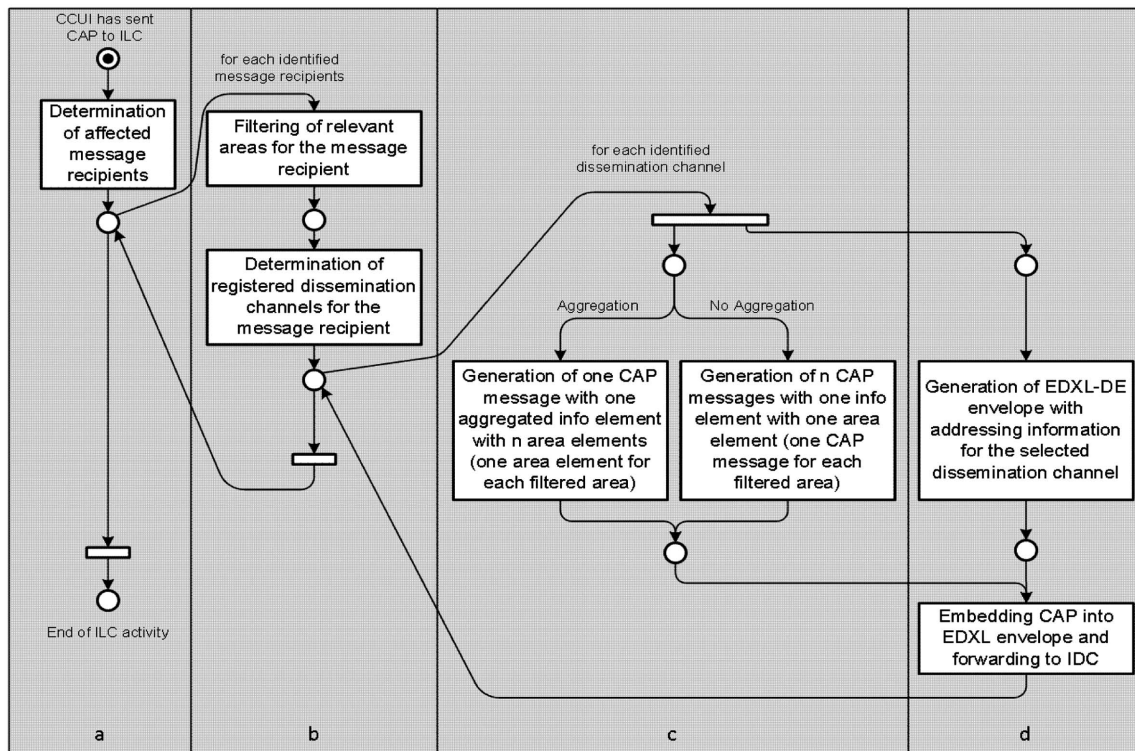 CCUI has sent
CAP to ILC
Determination
of affected
message
recipients
End of ILC activity
for each identified
message recipients
Filtering of relevant
areas for the message
recipient
Determination of
registered dissemination
channels for the
message recipient
for each identified
dissemination channel
Aggregation
No Aggregation
Generation of one CAP
message with one
aggregated info element
with n area elements
(one area element for
each filtered area)
Generation of n CAP
messages with one info
element with one area
element (one CAP
message for each
filtered area)
Generation of EDXL-DE
envelope with
addressing information
for the selected
dissemination channel
Embedding CAP into
EDXL envelope and
forwarding to IDC
a
b
c
d